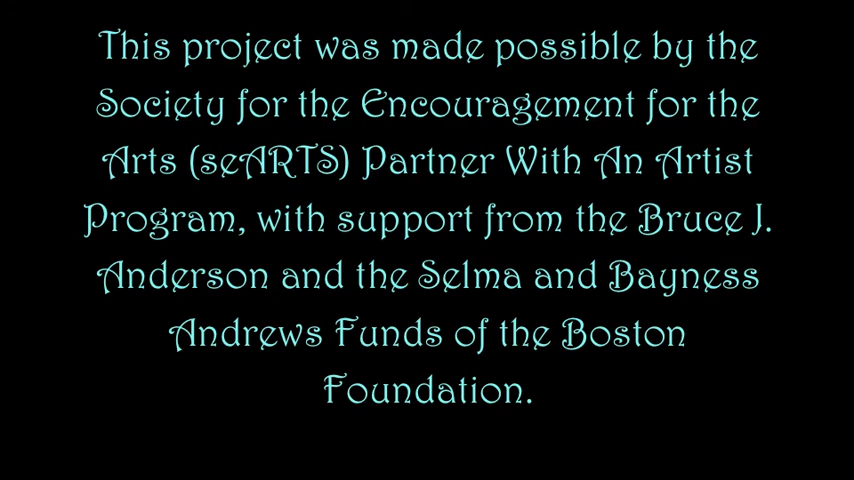 This project was made possible by the
Society for the Encouragement for the
Arts (seARTS) Partner With An Artist
Program, with support from the Bruce J.
Anderson and the Selma and Bayness
Andrews Funds of the Boston
Foundation.